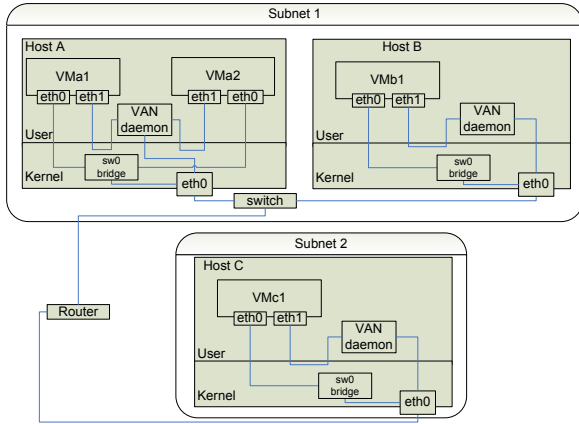 Subnet 1
Host A
VMa1
VMa2
eth0
eth1
eth1
eth0
VAN
daemon
User
Kernel
sw0
bridge
eth0
Host B
VMb1
eth0
eth1
VAN
daemon
User
Kernel
sw0
bridge
eth0
switch
Router
Subnet 2
Host C
VMc1
eth0
eth1
VAN
daemon
User
Kernel
sw0
bridge
eth0